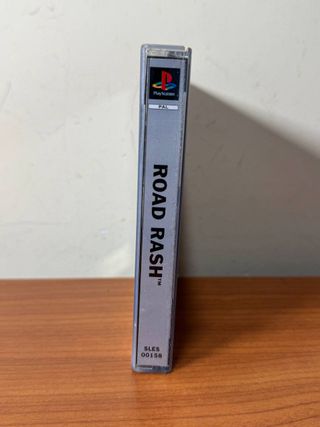 PlayStation
PAL
ROAD RASH™
SLES
00158